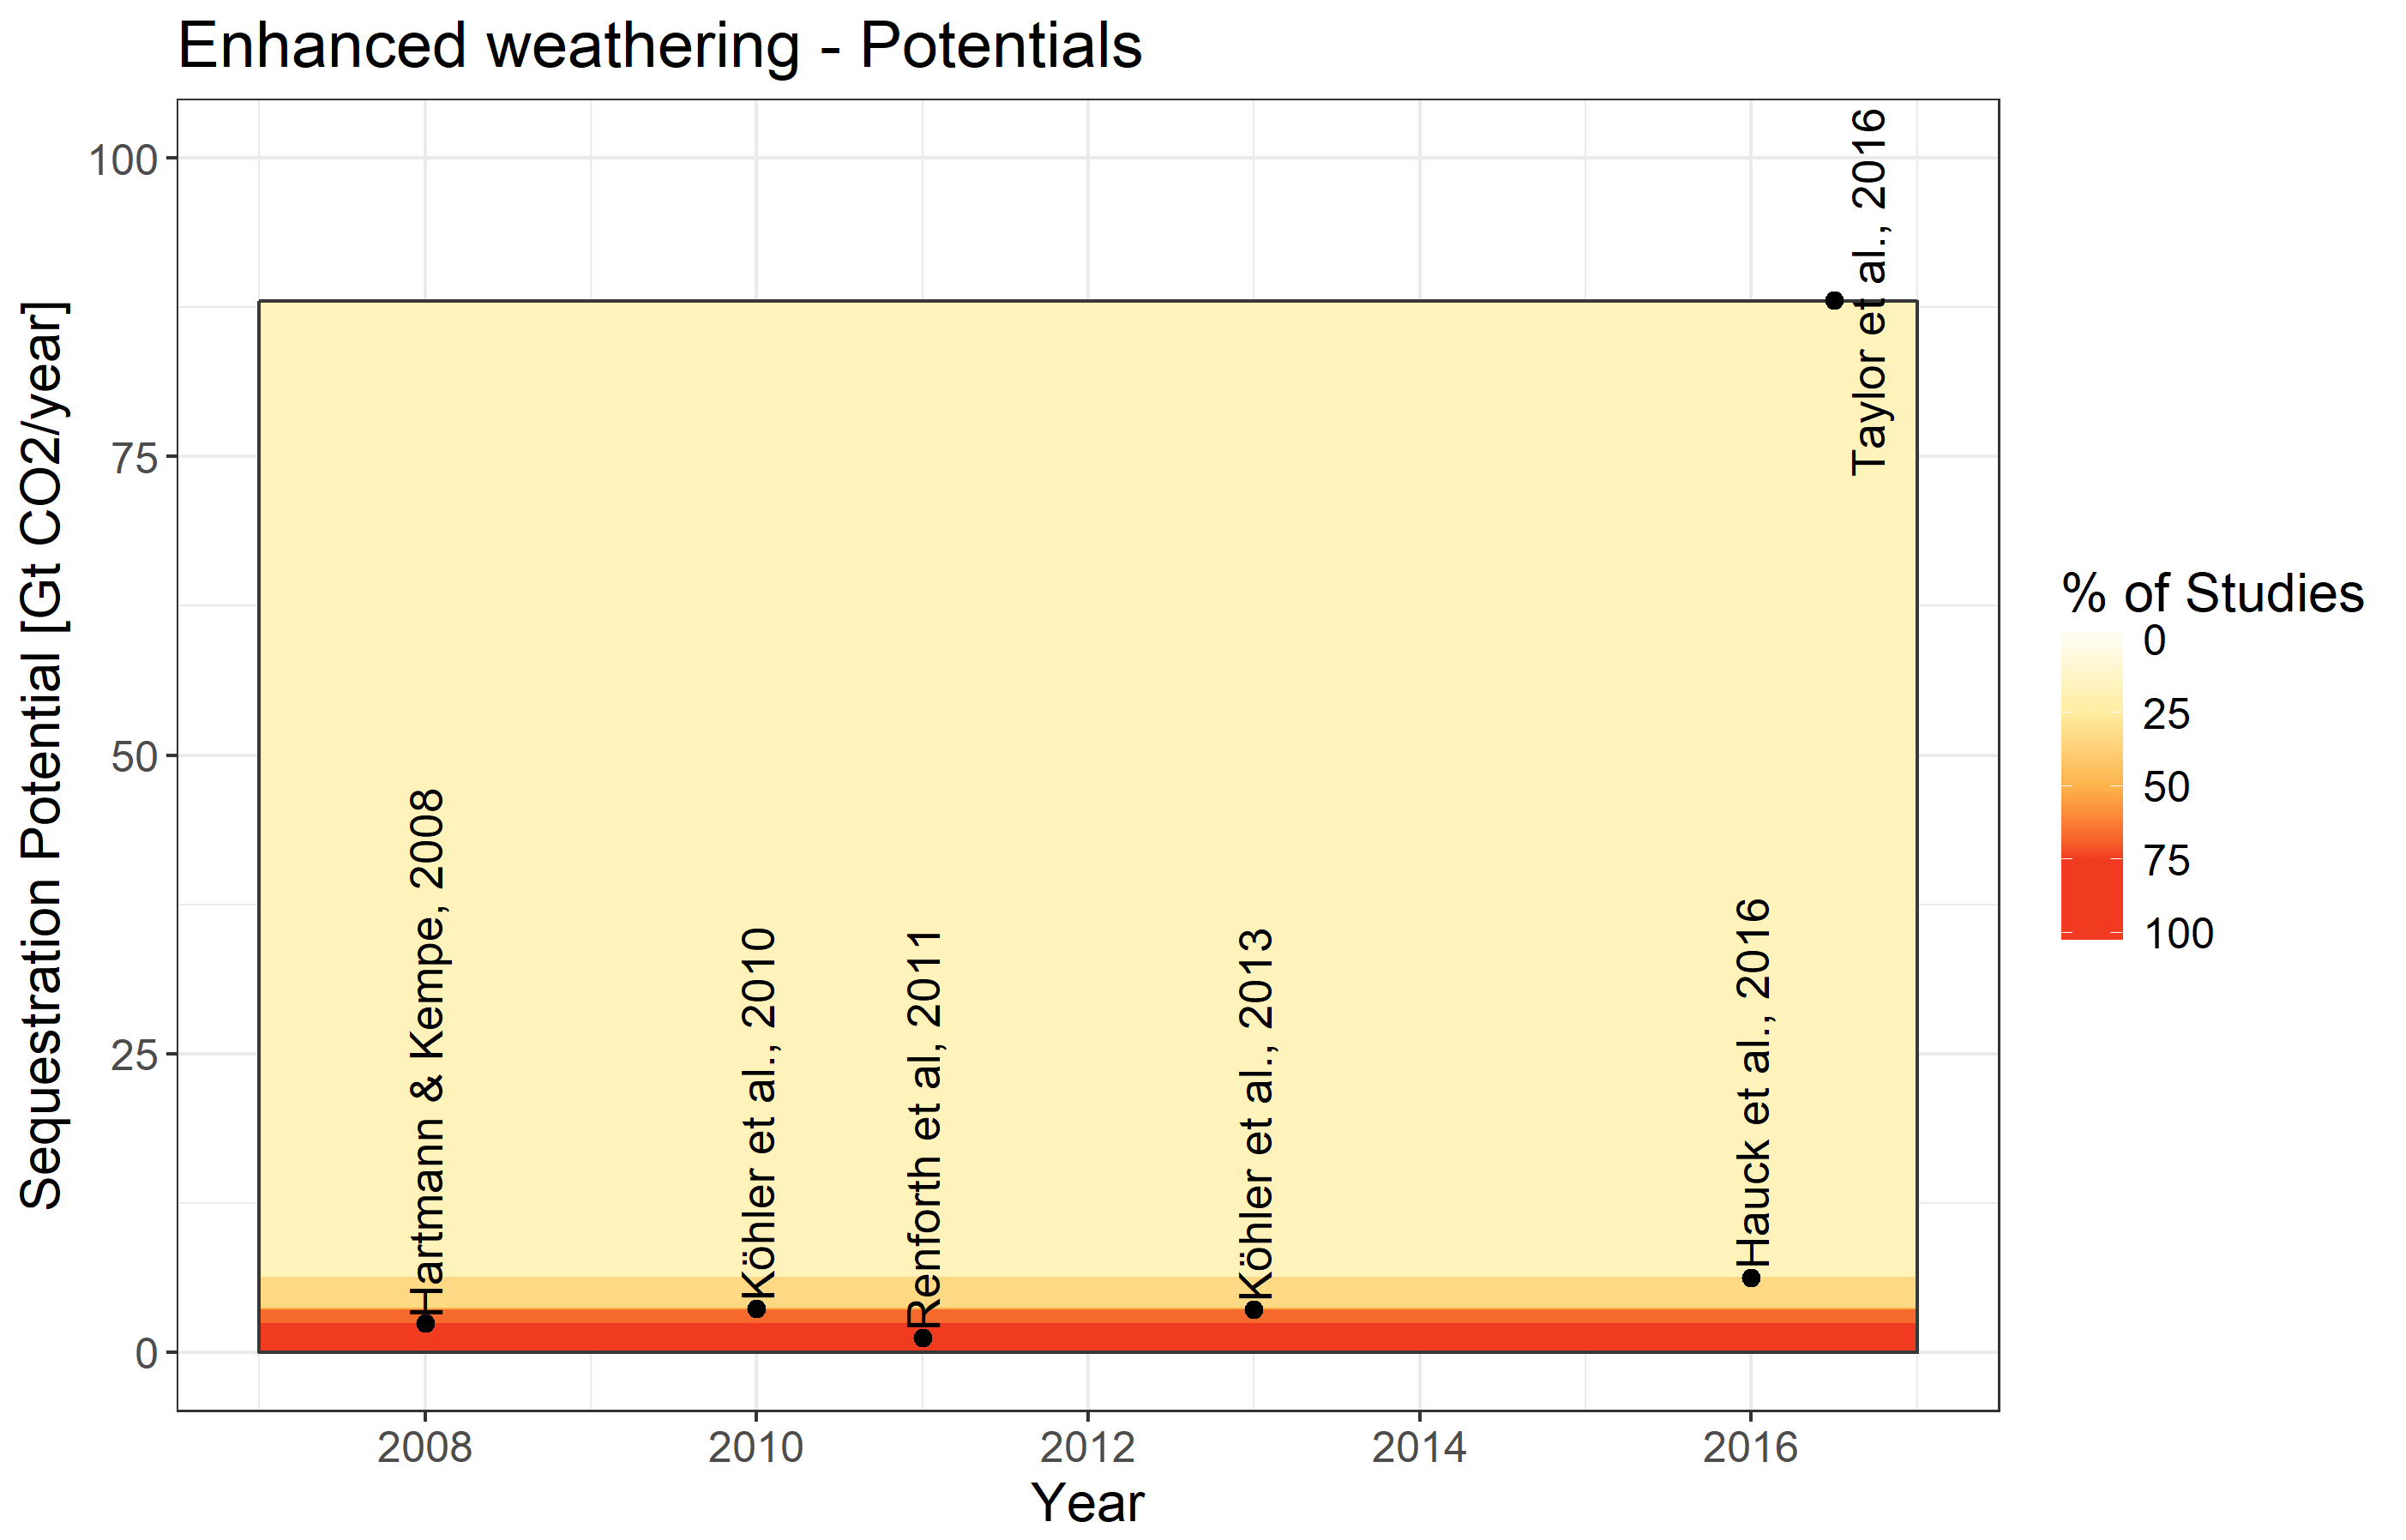 Enhanced weathering - Potentials
Sequestration Potential [Gt CO2/year]
100
75
50
25
0
Hartmann & Kempe, 2008
Köhler et al., 2010
Renforth et al, 2011
Köhler et al., 2013
Hauck et al., 2016
Taylor et al., 2016
2008
2010
2012
2014
2016
Year
% of Studies
0
25
50
75
100